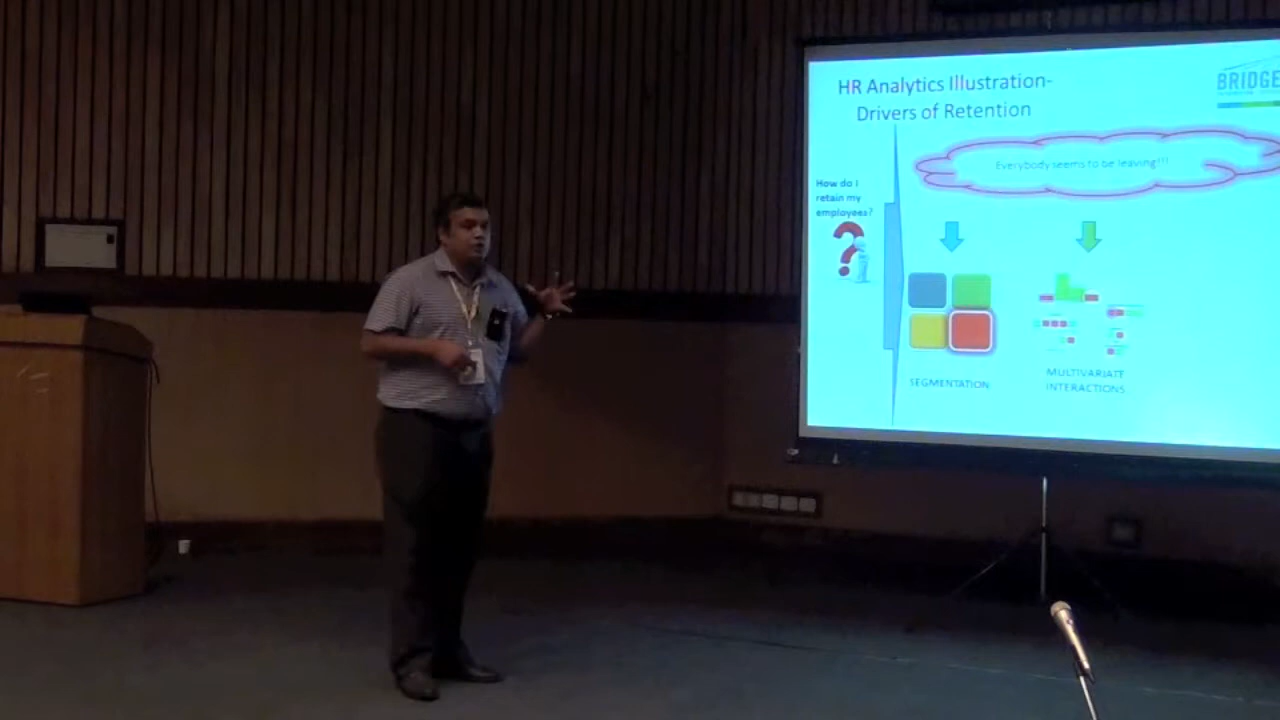 HR Analytics Illustration-
Drivers of Retention
BRIDGE
Everybody seems to be leaving!!!
How do I
retain my
employees?
SEGMENTATION
MULTIVARIATE
INTERACTIONS